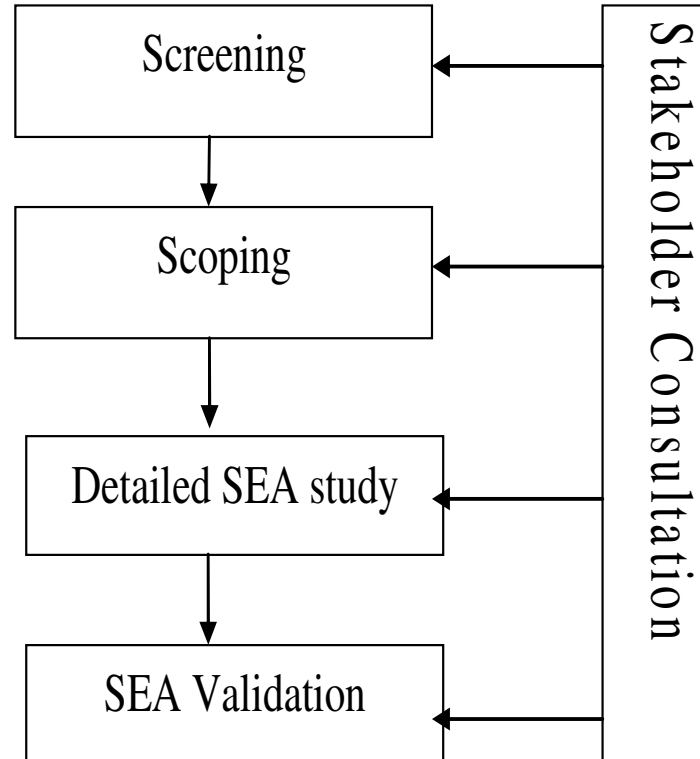 Screening
Scoping
Detailed SEA study
SEA Validation
Stakeholder Consultation